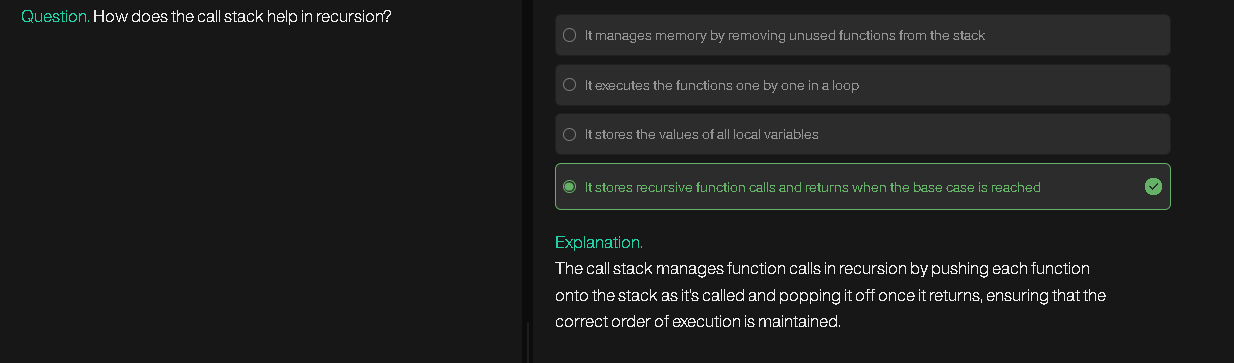 Question. How does the call stack help in recursion?
It manages memory by removing unused functions from the stack
It executes the functions one by one in a loop
It stores the values of all local variables
It stores recursive function calls and returns when the base case is reached
Explanation.
The call stack manages function calls in recursion by pushing each function
onto the stack as it's called and popping it off once it returns, ensuring that the
correct order of execution is maintained.